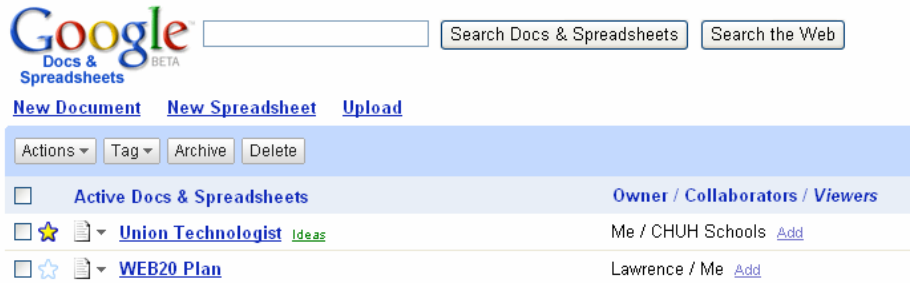 Google
Docs & Spreadsheets BETA
Search Docs & Spreadsheets Search the Web
New Document New Spreadsheet Upload
Actions Tag Archive Delete
Active Docs & Spreadsheets Owner / Collaborators / Viewers
Union Technologist Ideas Me / CHUH Schools Add
WEB20 Plan Lawrence / Me Add